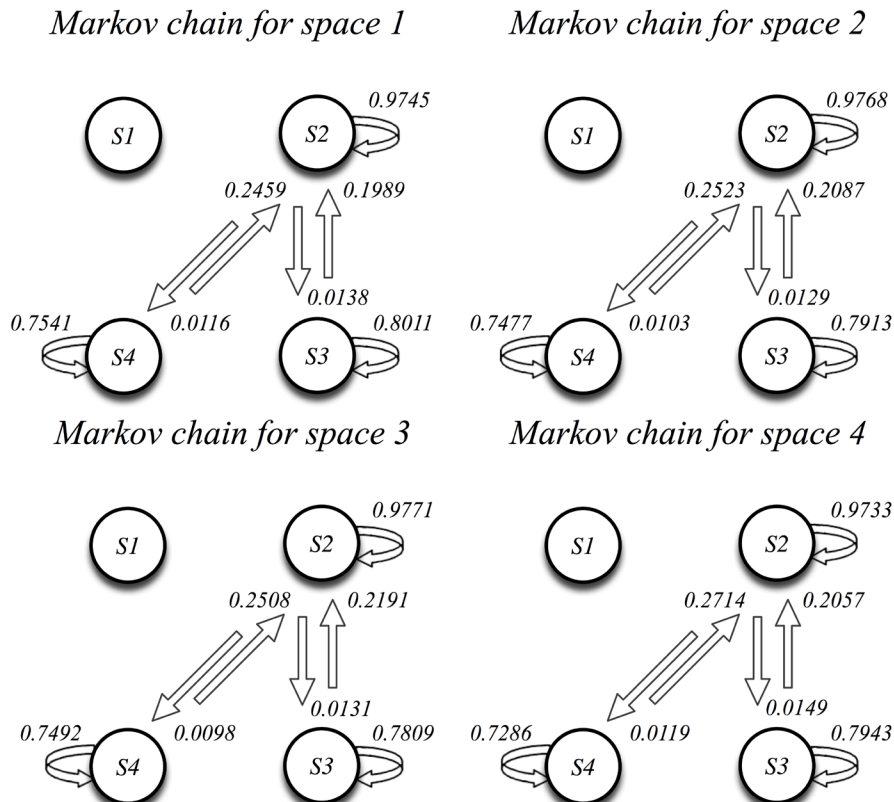 Markov chain for space 1
Markov chain for space 2
S1
S2
0.9745
0.2459
0.1989
0.7541
0.0116
0.0138
0.8011
S4
S3
S1
S2
0.9768
0.2523
0.2087
0.7477
0.0103
0.0129
0.7913
S4
S3
Markov chain for space 3
Markov chain for space 4
S1
S2
0.9771
0.2508
0.2191
0.7492
0.0098
0.0131
0.7809
S4
S3
S1
S2
0.9733
0.2714
0.2057
0.7286
0.0119
0.0149
0.7943
S4
S3